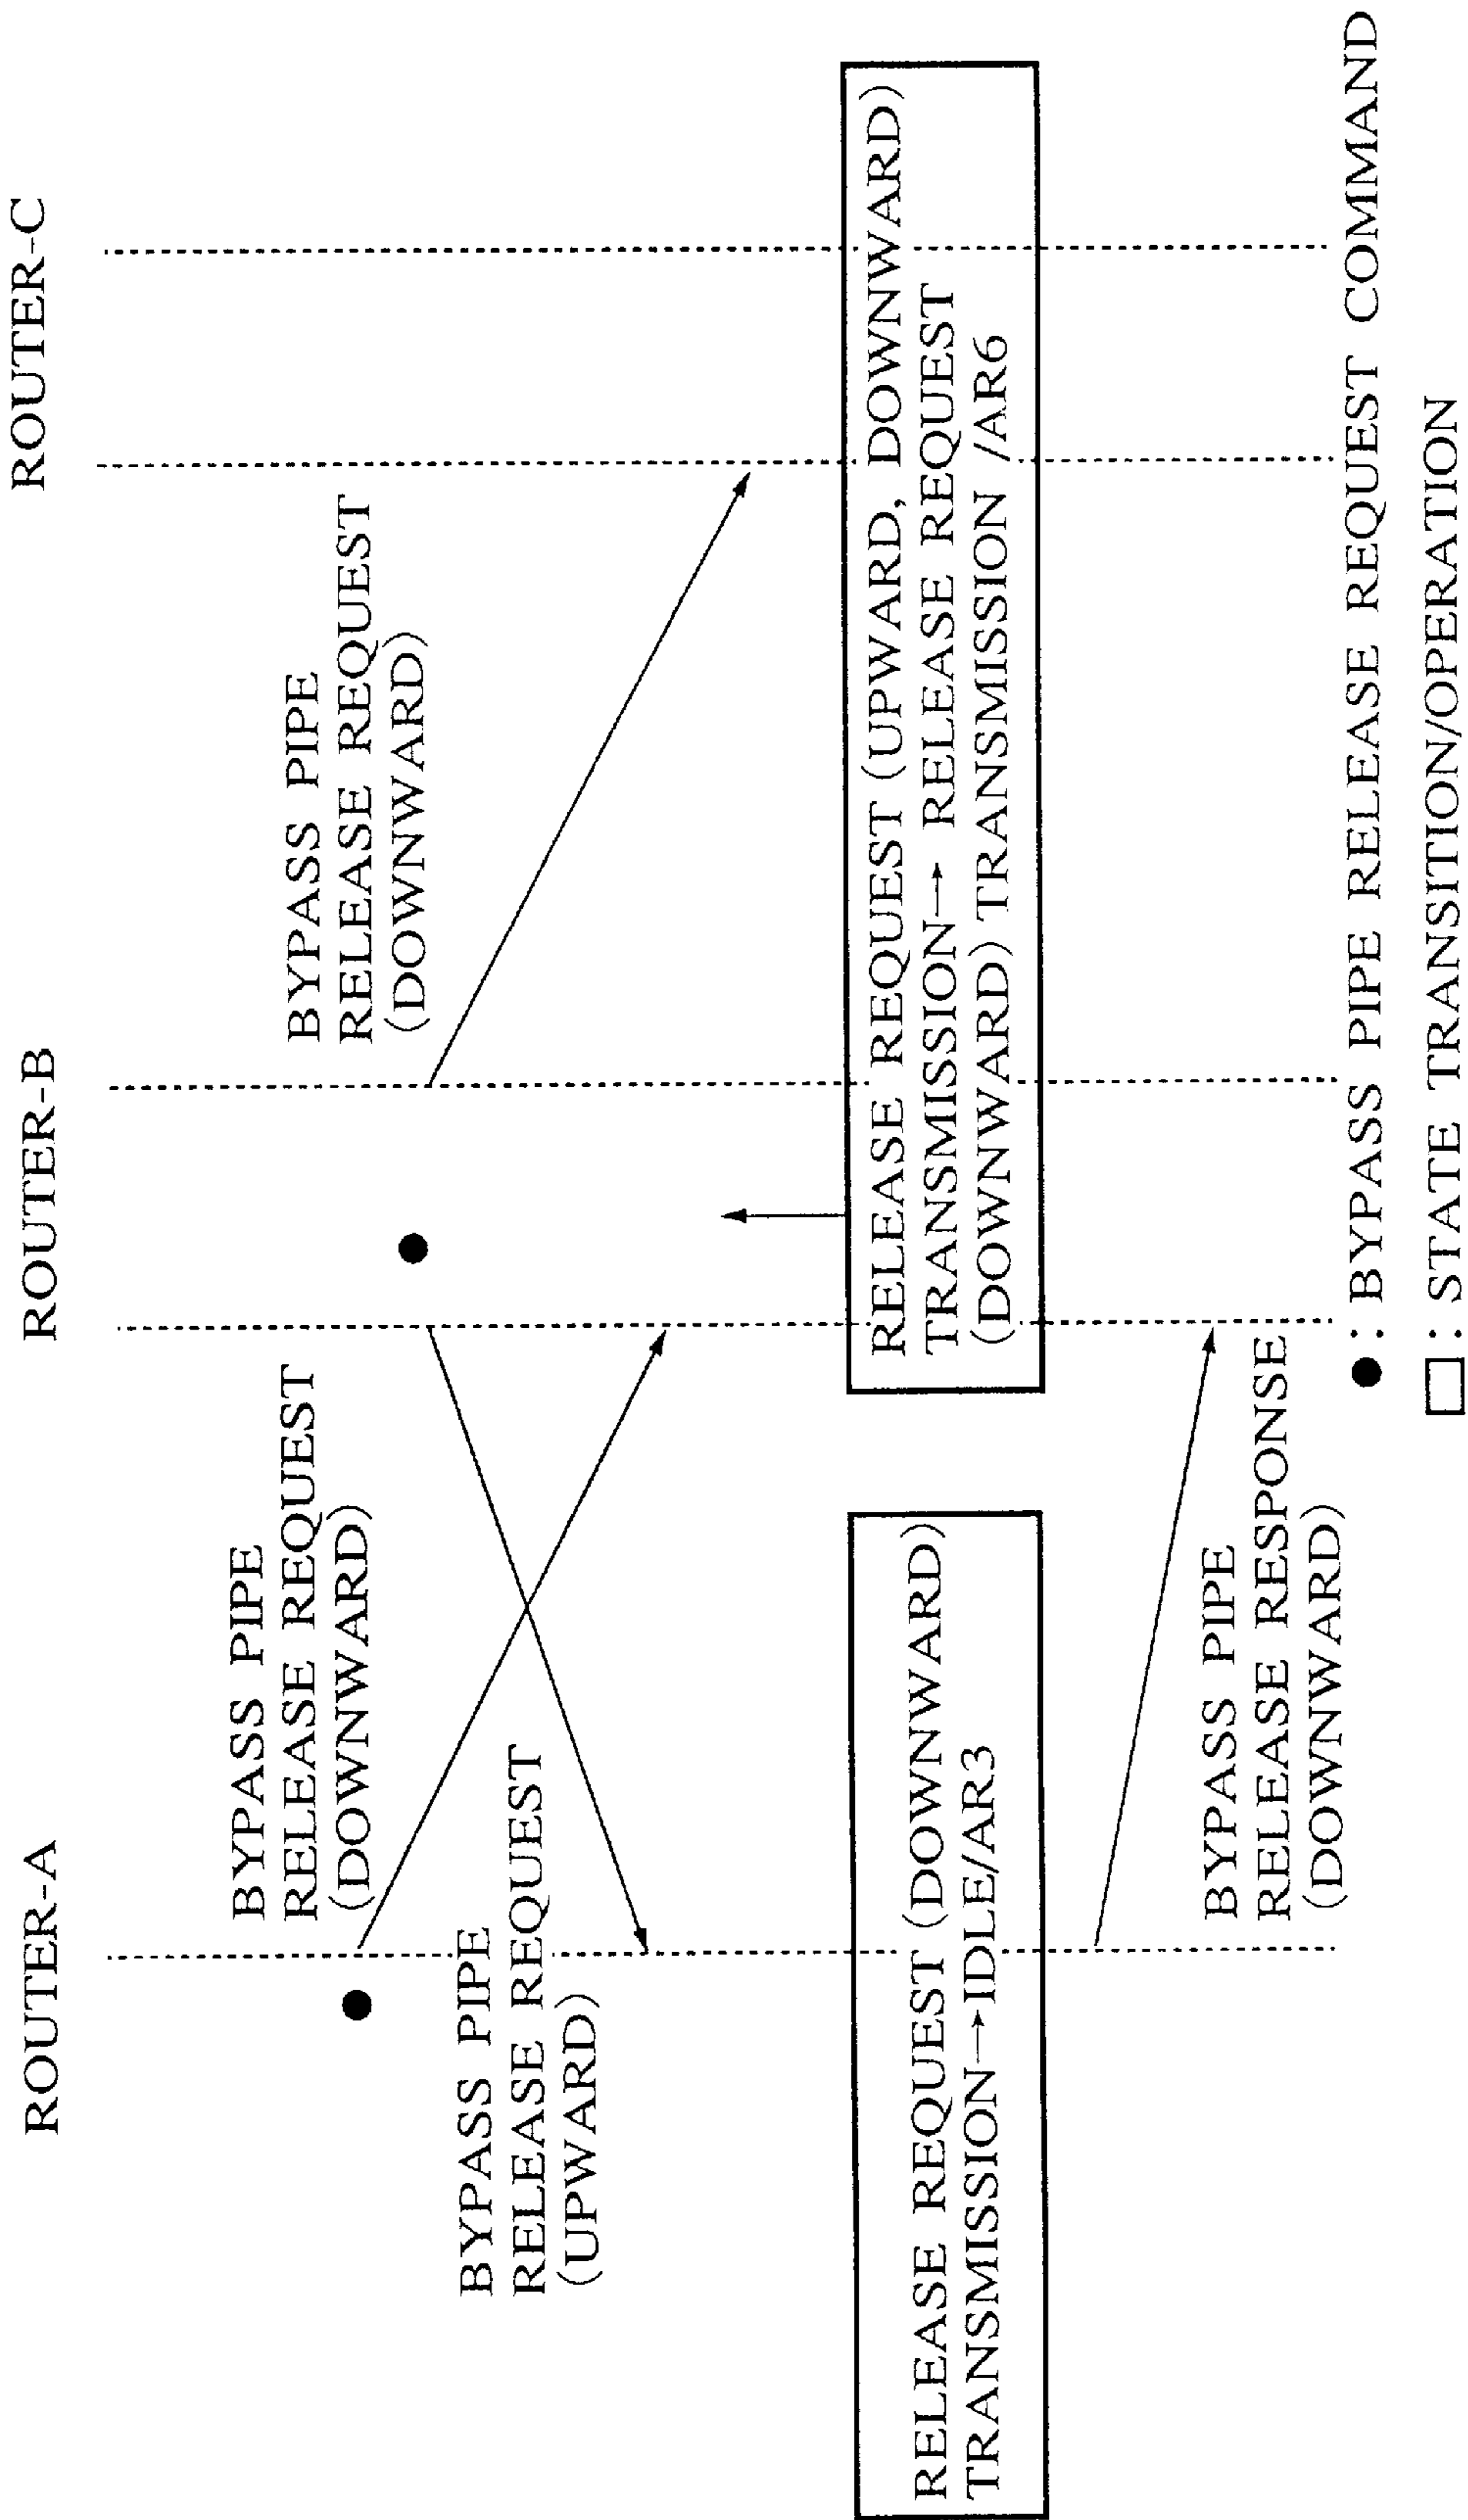 ROUTER-A
ROUTER-B
ROUTER-C
BYPASS PIPE
RELEASE REQUEST
(DOWNWARD)
BYPASS PIPE
RELEASE REQUEST
(DOWNWARD)
BYPASS PIPE
RELEASE REQUEST
(UPWARD)
RELEASE REQUEST (DOWNWARD)
TRANSMISSION→IDLE/AR3
RELEASE REQUEST (UPWARD, DOWNWARD)
TRANSMISSION→ RELEASE REQUEST
(DOWNWARD) TRANSMISSION /AR6
BYPASS PIPE
RELEASE RESPONSE
(DOWNWARD)
● : BYPASS PIPE RELEASE REQUEST COMMAND
□ : STATE TRANSITION/OPERATION